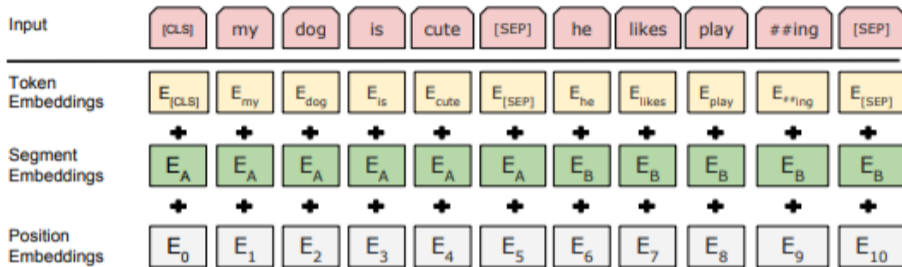 Input [CLS] my dog is cute [SEP] he likes play ##ing [SEP]
Token
Embeddings E[CLS] Emy Edog Eis Ecute E[SEP] Ehe Elikes Eplay E##ing E[SEP]
+ + + + + + + + + + +
Segment
Embeddings EA EA EA EA EA EA EB EB EB EB EB
+ + + + + + + + + + +
Position
Embeddings E0 E1 E2 E3 E4 E5 E6 E7 E8 E9 E10